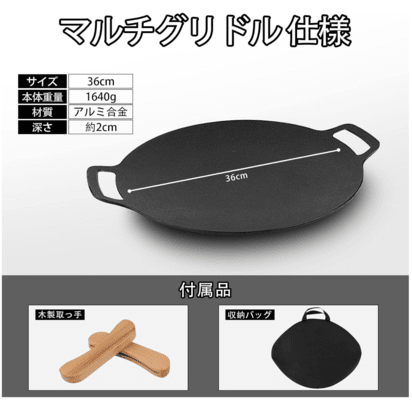 マルチグリドル仕様
サイズ 36cm
本体重量 1640g
材質 アルミ合金
深さ 約2cm
36cm
付属品
木製取っ手 収納バッグ